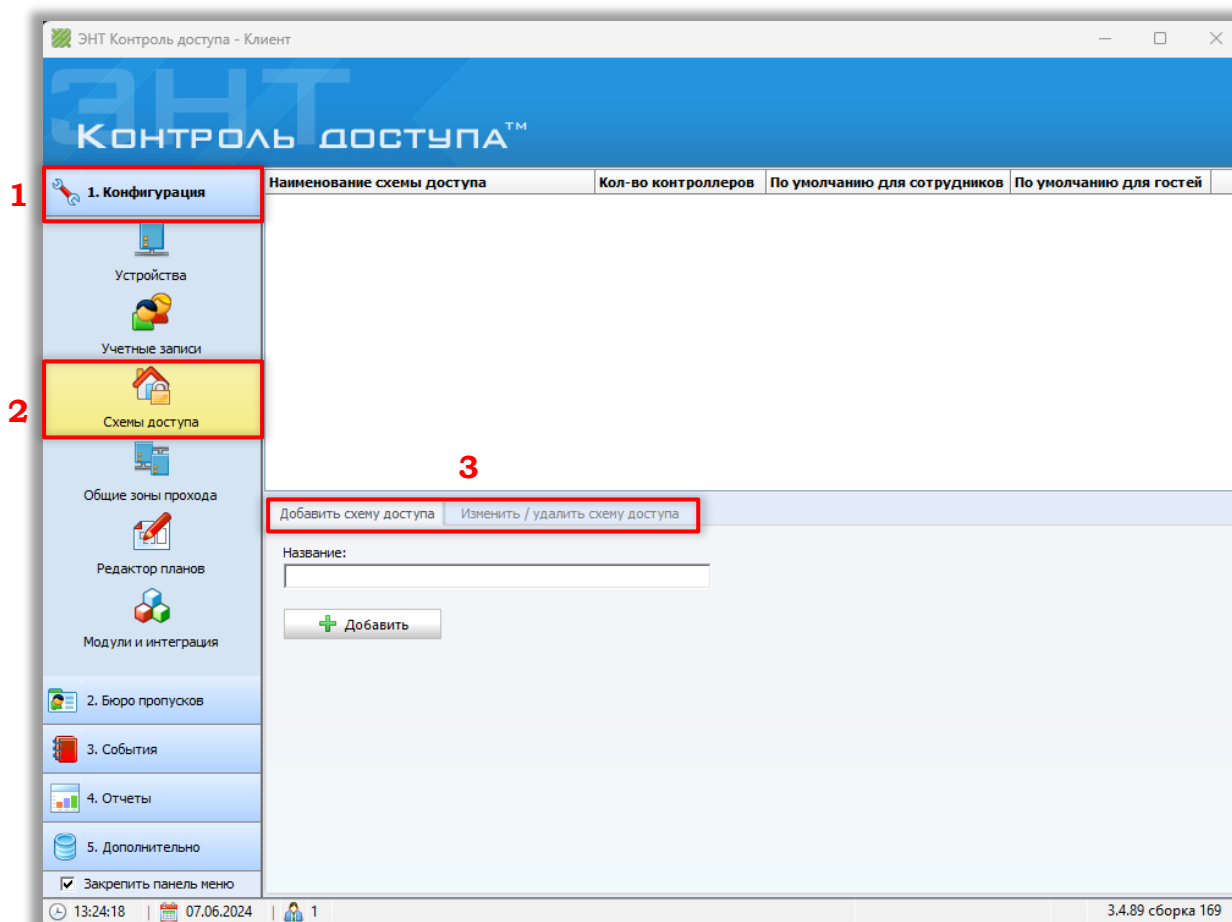 ЭНТ Контроль доступа - Клиент
ЭНТ
КОНТРОЛЬ ДОСТУПА™
1
1. Конфигурация
Наименование схемы доступа Кол-во контроллеров По умолчанию для сотрудников По умолчанию для гостей
Устройства
Учетные записи
2
Схемы доступа
3
Общие зоны прохода
Добавить схему доступа Изменить / удалить схему доступа
Название:
Редактор планов
Добавить
Модули и интеграция
2. Бюро пропусков
3. События
4. Отчеты
5. Дополнительно
Закрепить панель меню
13:24:18 | 07.06.2024 | 1 3.4.89 сборка 169